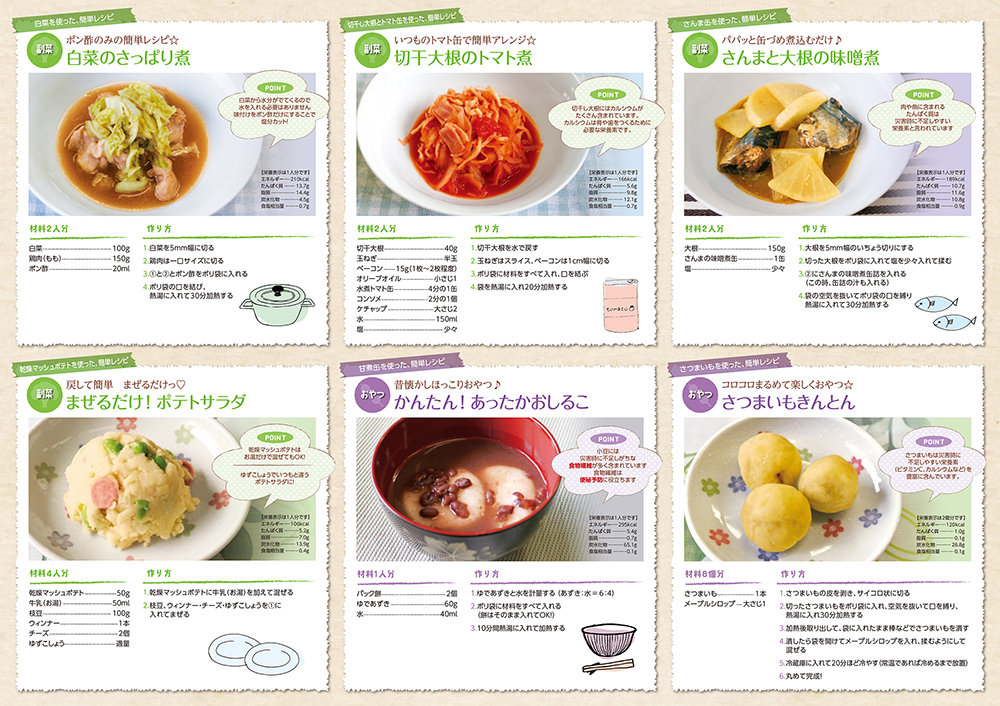 白菜を使った、簡単レシピ
副菜
ポン酢のみの簡単レシピ☆
白菜のさっぱり煮
POINT
白菜から水分がでてくるので
水を入れる必要はありません
味付けをポン酢だけにすることで
塩分カット!
【栄養表示は1人分です】
エネルギー…210kcal
たんぱく質……13.7g
脂質……14.4g
炭水化物……4.5g
食塩相当量……0.7g
材料2人分
白菜……100g
鶏肉(もも)……150g
ポン酢……20ml
作り方
1.白菜を5mm幅に切る
2.鶏肉は一口サイズに切る
3.①と②とポン酢をポリ袋に入れる
4.ポリ袋の口を結び、
熱湯に入れて30分加熱する
切干し大根とトマト缶を使った、簡単レシピ
副菜
いつものトマト缶で簡単アレンジ☆
切干大根のトマト煮
POINT
切干し大根にはカルシウムが
たくさん含まれています。
カルシウムは骨や歯をつくるために
必要な栄養素です。
【栄養表示は1人分です】
エネルギー…166kcal
たんぱく質……5.6g
脂質……9.8g
炭水化物……12.1g
食塩相当量……0.7g
材料2人分
切干大根……40g
玉ねぎ……半玉
ベーコン…15g(1枚〜2枚程度)
オリーブオイル……小さじ1
水煮トマト缶……4分の1缶
コンソメ……2分の1個
ケチャップ……大さじ2
水……150ml
塩……少々
作り方
1.切干大根を水で戻す
2.玉ねぎはスライス、ベーコンは1cm幅に切る
3.ポリ袋に材料をすべて入れ、口を結ぶ
4.袋を熱湯に入れ20分加熱する
tomato
さんま缶を使った、簡単レシピ
副菜
パパッと缶づめ煮込むだけ♪
さんまと大根の味噌煮
POINT
肉や魚に含まれる
たんぱく質は
災害時に不足しやすい
栄養素と言われています
【栄養表示は1人分です】
エネルギー…189kcal
たんぱく質……10.7g
脂質……11.6g
炭水化物……10.8g
食塩相当量……0.9g
材料2人分
大根……150g
さんまの味噌煮缶……1缶
塩……少々
作り方
1.大根を5mm幅のいちょう切りにする
2.切った大根をポリ袋に入れて塩を少々入れて揉む
3.②にさんまの味噌煮缶詰を入れる
(この時、缶詰の汁も入れる)
4.袋の空気を抜いてポリ袋の口を縛り
熱湯に入れて30分加熱する
乾燥マッシュポテトを使った、簡単レシピ
副菜
戻して簡単 まぜるだけっ♡
まぜるだけ!ポテトサラダ
POINT
乾燥マッシュポテトは
お湯だけで混ぜてもOK!
ゆずこしょうでいつもと違う
ポテトサラダに!
【栄養表示は1人分です】
エネルギー…106kcal
たんぱく質……5.2g
脂質……7.0g
炭水化物……13.9g
食塩相当量……0.4g
材料4人分
乾燥マッシュポテト……50g
牛乳(お湯)……50ml
枝豆……100g
ウィンナー……1本
チーズ……2個
ゆずこしょう……適量
作り方
1.乾燥マッシュポテトに牛乳(お湯)を加えて混ぜる
2.枝豆、ウィンナー・チーズ・ゆずこしょうを①に
入れてまぜる
甘煮缶を使った、簡単レシピ
おやつ
昔懐かしほっこりおやつ♪
かんたん!あったかおしるこ
POINT
小豆には
災害時に不足しがちな
食物繊維が多く含まれています
食物繊維は
便秘予防に役立ちます
【栄養表示は1人分です】
エネルギー…295kcal
たんぱく質……5.4g
脂質……0.7g
炭水化物……65.1g
食塩相当量……0.1g
材料1人分
パック餅……2個
ゆであずき……60g
水……40ml
作り方
1.ゆであずきと水を計量する(あずき:水=6:4)
2.ポリ袋に材料をすべて入れる
(餅はそのまま入れてOK!)
3.10分間熱湯に入れて加熱する
さつまいもを使った、簡単レシピ
おやつ
コロコロまるめて楽しくおやつ☆
さつまいもきんとん
POINT
さつまいもは災害時に
不足しやすい栄養素
(ビタミンC、カルシウムなど)を
豊富に含んでいます。
【栄養表示は2個分です】
エネルギー…120kcal
たんぱく質……1.0g
脂質……0.1g
炭水化物……28.8g
食塩相当量……0.1g
材料8個分
さつまいも……1本
メープルシロップ…大さじ1
作り方
1.さつまいもの皮を剥き、サイコロ状に切る
2.切ったさつまいもをポリ袋に入れ、空気を抜いて口を縛り、
熱湯に入れ30分加熱する
3.加熱後取り出して、袋に入れたまま棒などでさつまいもを潰す
4.潰したら袋を開けてメープルシロップを入れ、揉むようにして
混ぜる
5.冷蔵庫に入れて20分ほど冷やす(常温であれば冷めるまで放置)
6.丸めて完成!